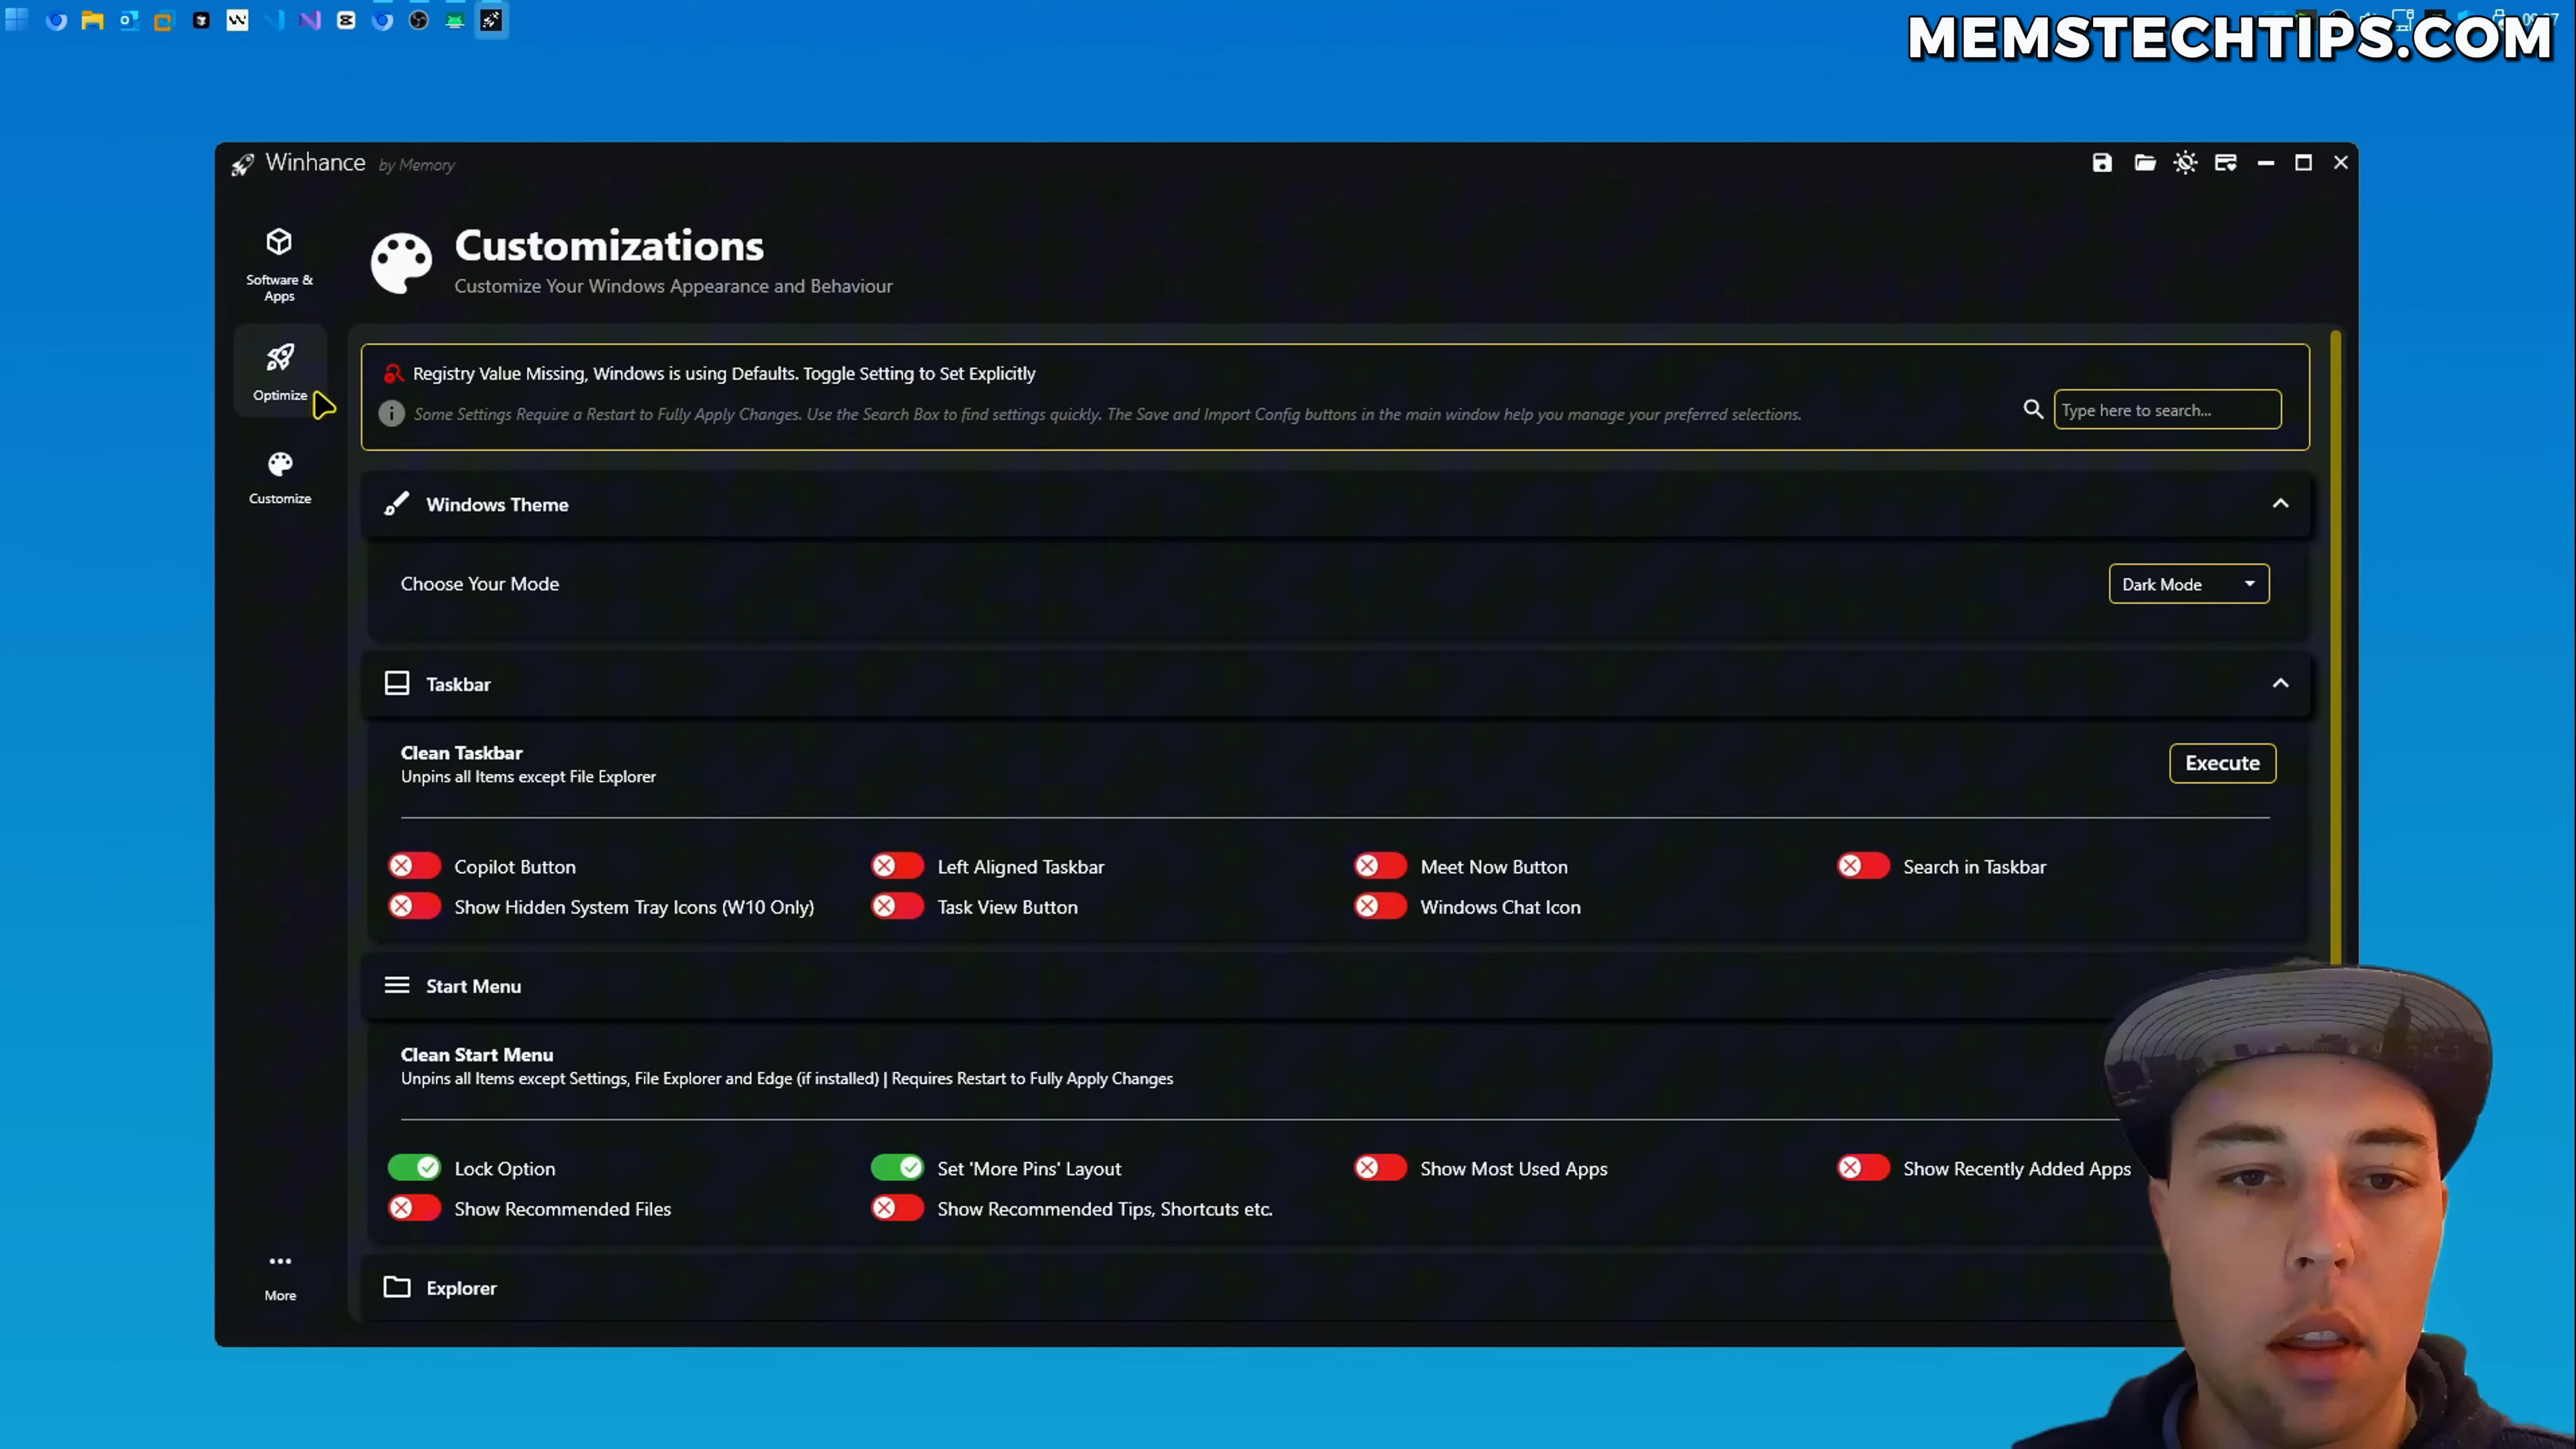 MEMSTECHTIPS.COM
Winhance by Memory
Software &
Apps
Optimize
Customize
More
Customizations
Customize Your Windows Appearance and Behaviour
Registry Value Missing, Windows is using Defaults. Toggle Setting to Set Explicitly
Some Settings Require a Restart to Fully Apply Changes. Use the Search Box to find settings quickly. The Save and Import Config buttons in the main window help you manage your preferred selections.
Type here to search...
Windows Theme
Choose Your Mode
Dark Mode
Taskbar
Clean Taskbar
Unpins all Items except File Explorer
Execute
Copilot Button
Left Aligned Taskbar
Meet Now Button
Search in Taskbar
Show Hidden System Tray Icons (W10 Only)
Task View Button
Windows Chat Icon
Start Menu
Clean Start Menu
Unpins all Items except Settings, File Explorer and Edge (if installed) | Requires Restart to Fully Apply Changes
Lock Option
Set 'More Pins' Layout
Show Most Used Apps
Show Recently Added Apps
Show Recommended Files
Show Recommended Tips, Shortcuts etc.
Explorer